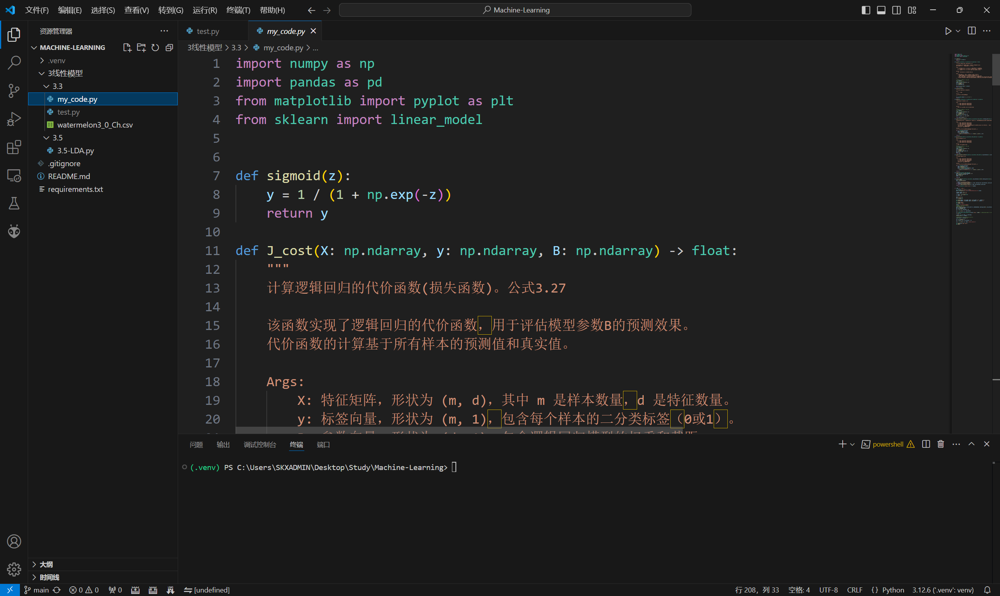 文件(F) 编辑(E) 选择(S) 查看(V) 转到(G) 运行(R) 终端(T) 帮助(H) Machine-Learning
资源管理器
test.py my_code.py
MACHINE-LEARNING
3线性模型 > 3.3 > my_code.py > ...
.venv
3线性模型
3.3
my_code.py
test.py
watermelon3_0_Ch.csv
3.5
3.5-LDA.py
.gitignore
README.md
requirements.txt
大纲
时间线
1 import numpy as np
2 import pandas as pd
3 from matplotlib import pyplot as plt
4 from sklearn import linear_model
5
6
7 def sigmoid(z):
8 y = 1 / (1 + np.exp(-z))
9 return y
10
11 def J_cost(X: np.ndarray, y: np.ndarray, B: np.ndarray) -> float:
12 """
13 计算逻辑回归的代价函数(损失函数)。公式3.27
14
15 该函数实现了逻辑回归的代价函数，用于评估模型参数B的预测效果。
16 代价函数的计算基于所有样本的预测值和真实值。
17
18 Args:
19 X: 特征矩阵, 形状为 (m, d), 其中 m 是样本数量，d 是特征数量。
20 y: 标签向量, 形状为 (m, 1)，包含每个样本的二分类标签（0或1）。
问题 输出 调试控制台 终端 端口 powershell
(.venv) PS C:\Users\SKXADMIN\Desktop\Study\Machine-Learning>
main 0 0 0 [undefined] 行 208，列 33 空格: 4 UTF-8 CRLF {} Python 3.12.6 ('.venv': venv)